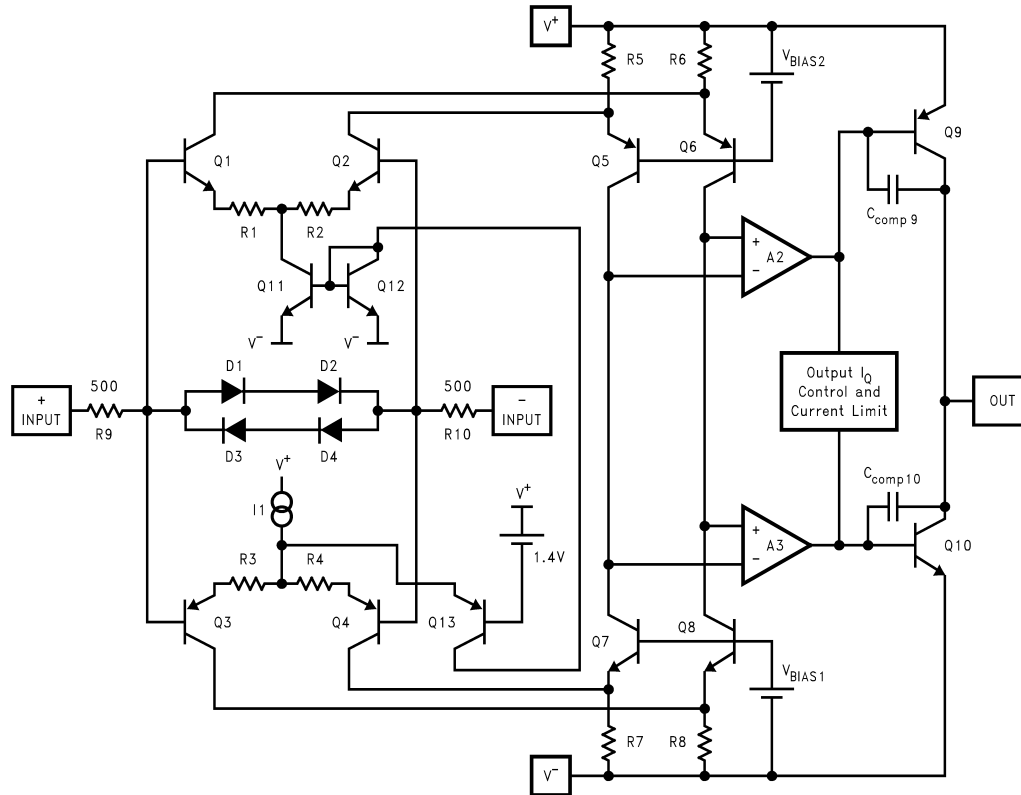 V+
R5
R6
VBIAS2
Q1
Q2
Q5
Q6
Q9
R1
R2
Ccomp 9
+
A2
−
Q11
Q12
V−
V−
D1
D2
+
INPUT
500
R9
500
R10
−
INPUT
Output IQ
Control and
Current Limit
OUT
D3
D4
V+
I1
V+
1.4V
Ccomp10
+
A3
−
Q10
R3
R4
Q3
Q4
Q13
Q7
Q8
VBIAS1
R7
R8
V−